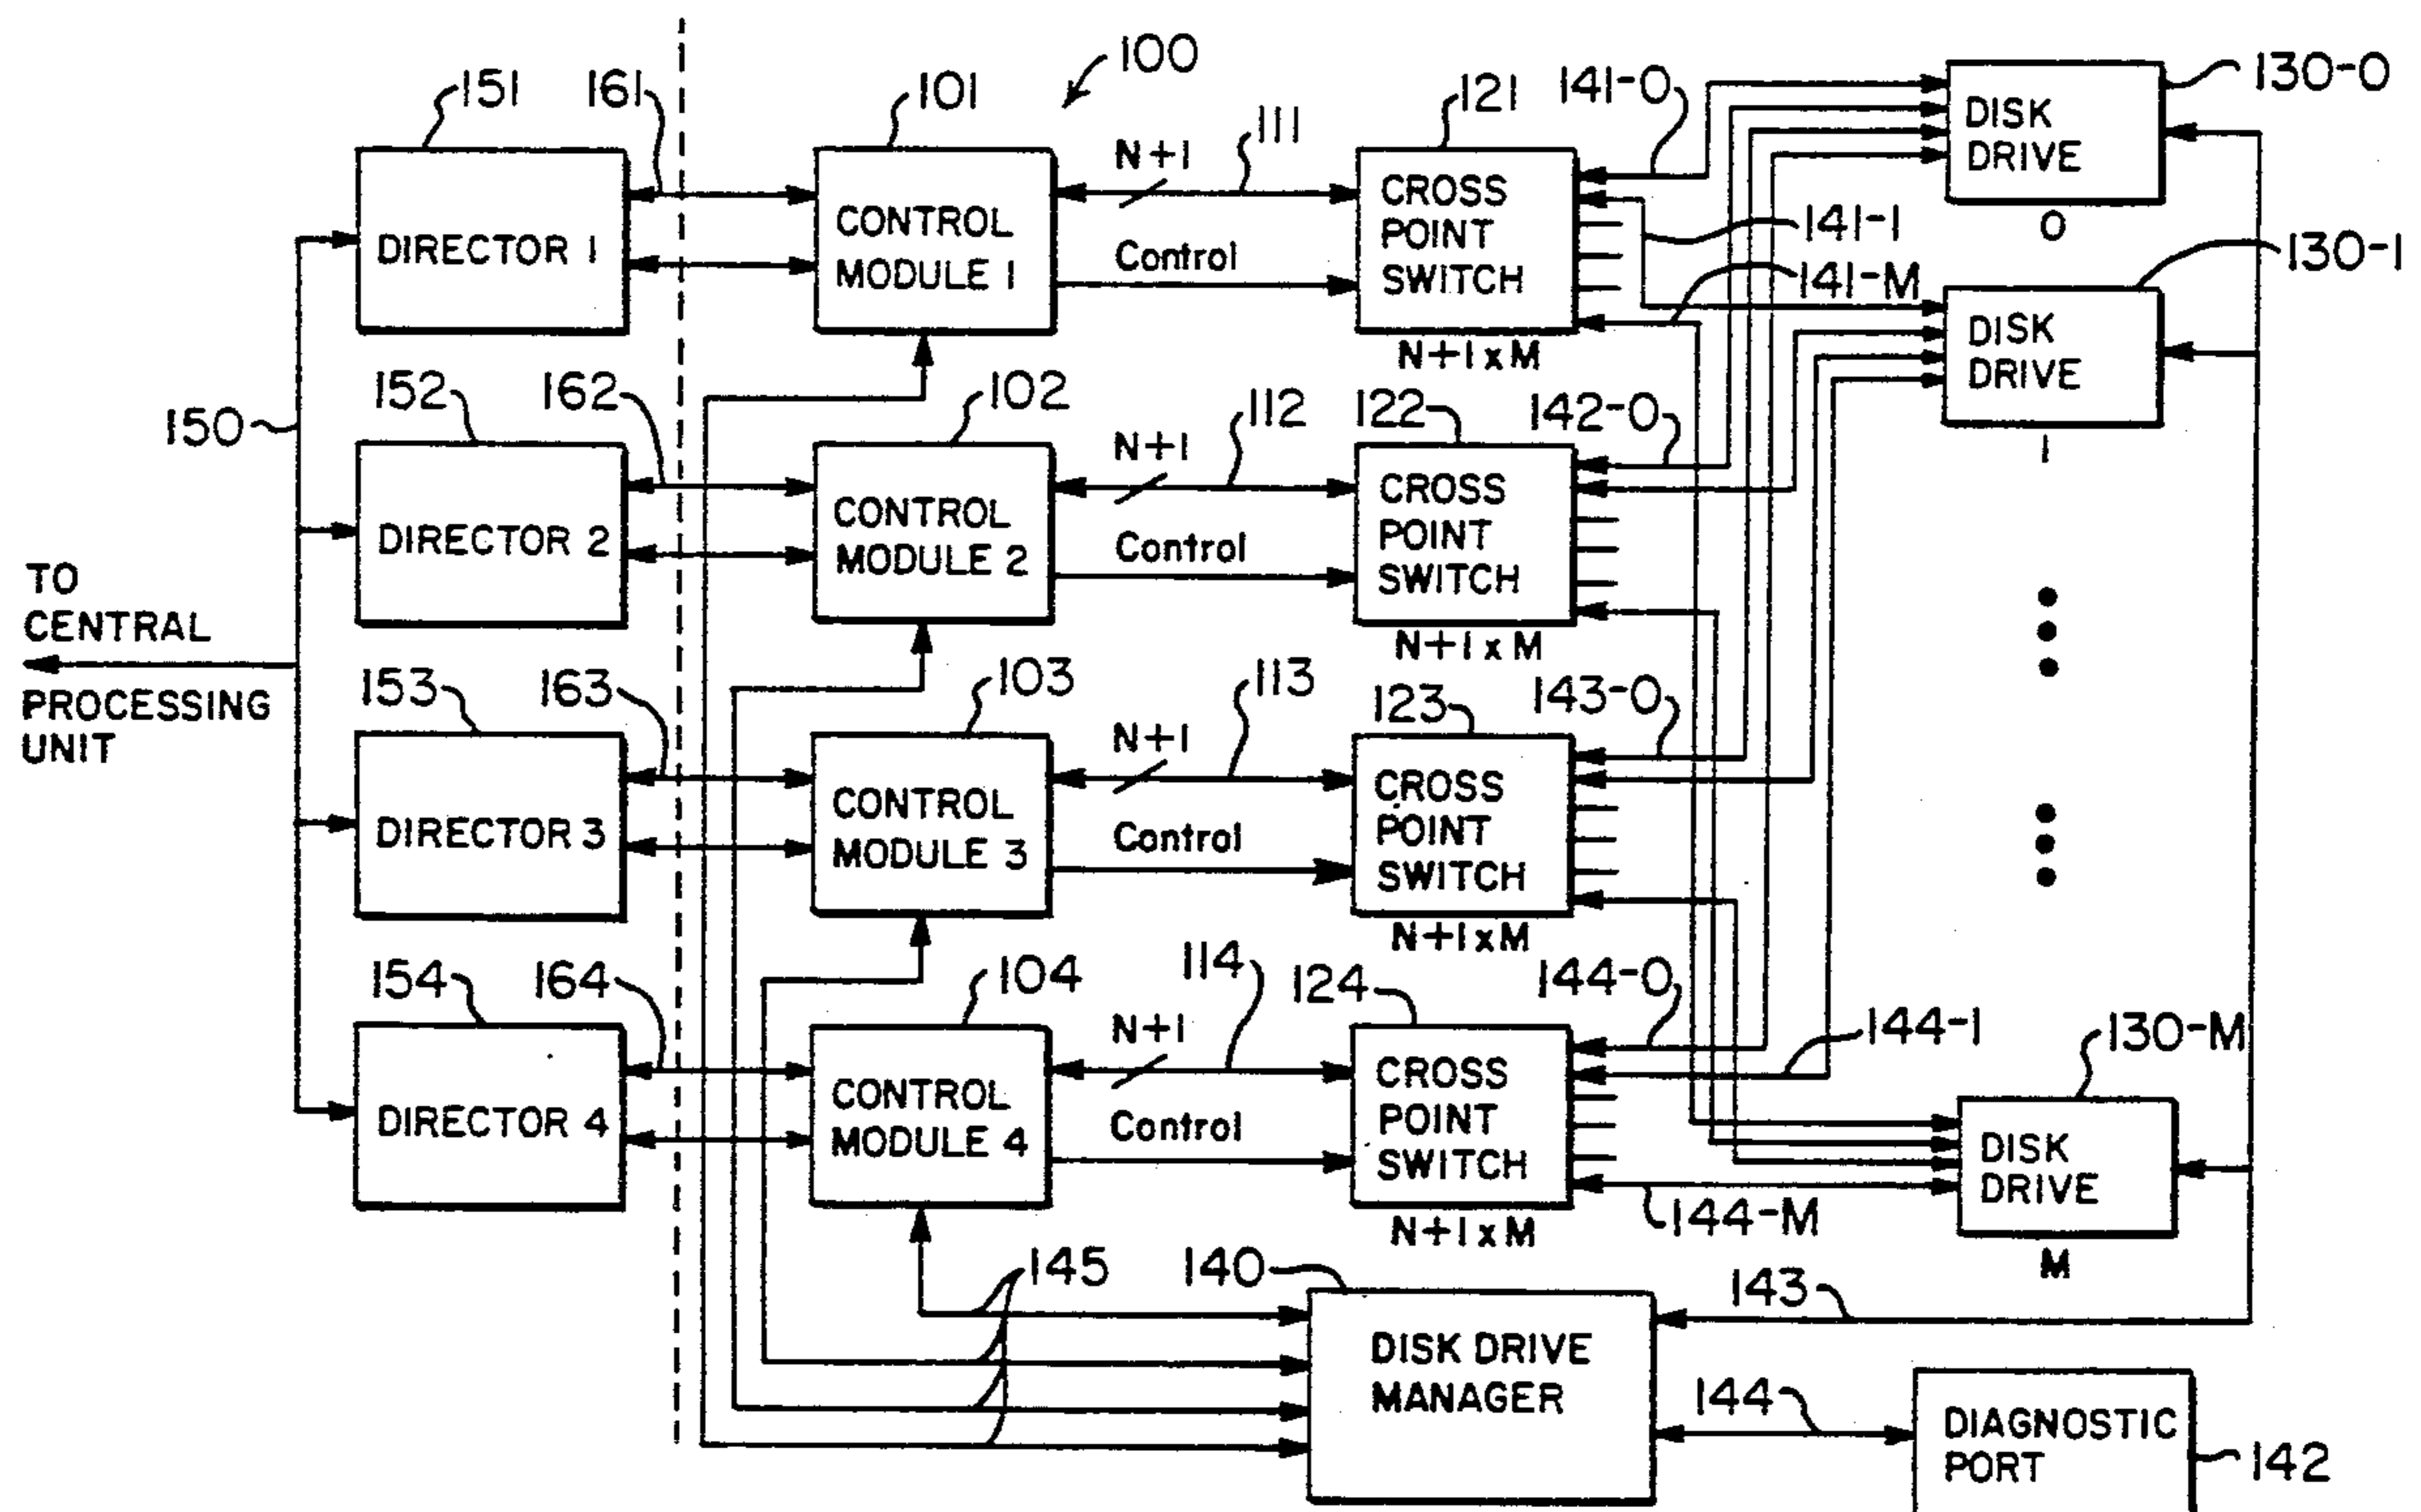 100
151
161
101
N+1
111
121
141-0
130-0
DIRECTOR 1
CONTROL
MODULE 1
Control
CROSS
POINT
SWITCH
N+1xM
141-1
141-M
DISK
DRIVE
0
130-1
DISK
DRIVE
1
150
152
162
102
N+1
112
122
142-0
DIRECTOR 2
CONTROL
MODULE 2
Control
CROSS
POINT
SWITCH
N+1xM
TO
CENTRAL
PROCESSING
UNIT
153
163
103
N+1
113
123
143-0
DIRECTOR 3
CONTROL
MODULE 3
Control
CROSS
POINT
SWITCH
N+1xM
154
164
104
N+1
114
124
144-0
144-1
130-M
DIRECTOR 4
CONTROL
MODULE 4
Control
CROSS
POINT
SWITCH
N+1xM
144-M
DISK
DRIVE
M
145
140
143
DISK DRIVE
MANAGER
144
DIAGNOSTIC
PORT
142